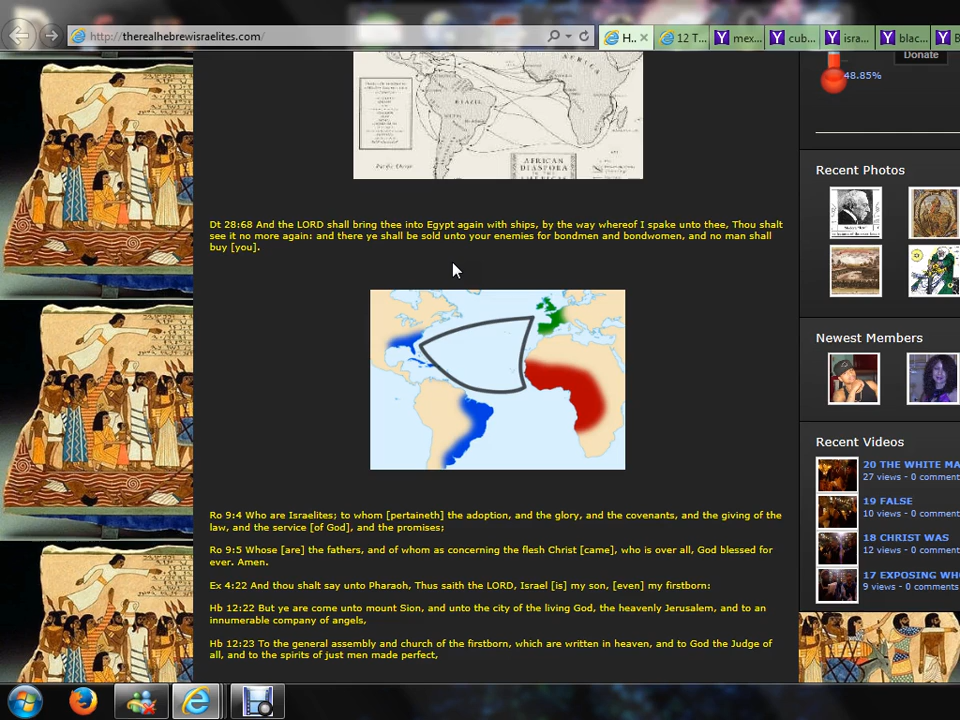 http://therealhebrewisraelites.com/
H...
12 T...
mex...
cub...
isra...
blac...
B
AFRICA
BRAZIL
AFRICAN
DIASPORA
Donate
48.85%
Dt 28:68 And the LORD shall bring thee into Egypt again with ships, by the way whereof I spake unto thee, Thou shalt
see it no more again: and there ye shall be sold unto your enemies for bondmen and bondwomen, and no man shall
buy [you].
Ro 9:4 Who are Israelites; to whom [pertaineth] the adoption, and the glory, and the covenants, and the giving of the
law, and the service [of God], and the promises;
Ro 9:5 Whose [are] the fathers, and of whom as concerning the flesh Christ [came], who is over all, God blessed for
ever. Amen.
Ex 4:22 And thou shalt say unto Pharaoh, Thus saith the LORD, Israel [is] my son, [even] my firstborn:
Hb 12:22 But ye are come unto mount Sion, and unto the city of the living God, the heavenly Jerusalem, and to an
innumerable company of angels,
Hb 12:23 To the general assembly and church of the firstborn, which are written in heaven, and to God the Judge of
all, and to the spirits of just men made perfect,
Recent Photos
Newest Members
Recent Videos
20 THE WHITE MA
27 views - 0 comment
19 FALSE
10 views - 0 comment
18 CHRIST WAS
12 views - 0 comment
17 EXPOSING WHO
9 views - 0 comments